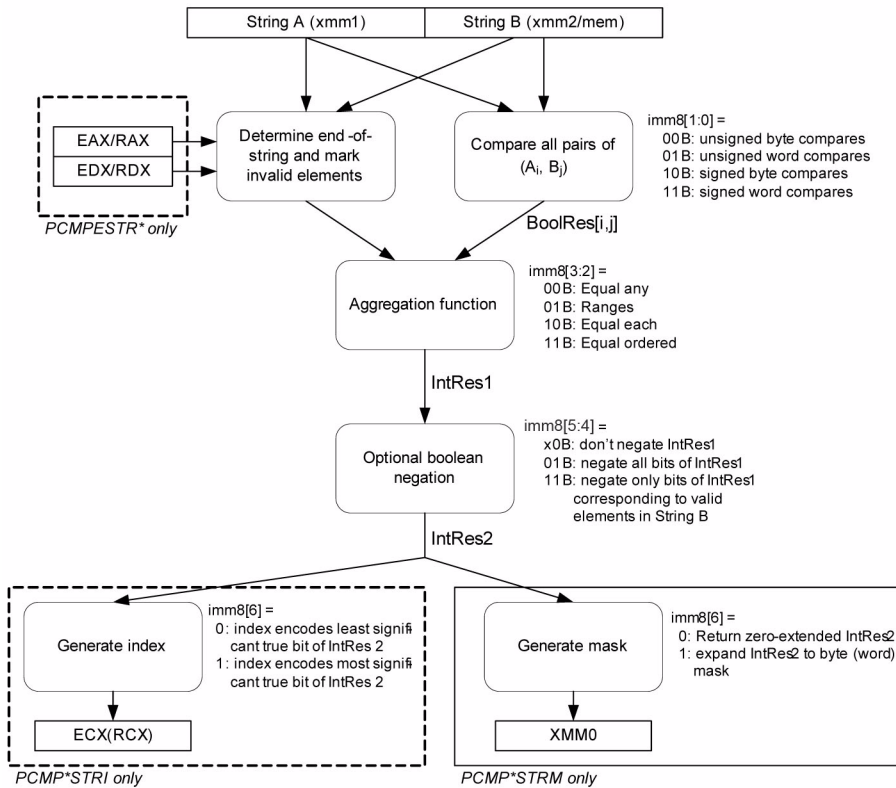 String A (xmm1)
String B (xmm2/mem)
EAX/RAX
EDX/RDX
PCMPESTR* only
Determine end -of-
string and mark
invalid elements
Compare all pairs of
(Ai, Bj)
imm8[1:0] =
00B: unsigned byte compares
01B: unsigned word compares
10B: signed byte compares
11B: signed word compares
BoolRes[i,j]
Aggregation function
imm8[3:2] =
00B: Equal any
01B: Ranges
10B: Equal each
11B: Equal ordered
IntRes1
Optional boolean
negation
imm8[5:4] =
x0B: don't negate IntRes1
01B: negate all bits of IntRes1
11B: negate only bits of IntRes1
corresponding to valid
elements in String B
IntRes2
Generate index
imm8[6] =
0: index encodes least signifi
cant true bit of IntRes 2
1: index encodes most signifi
cant true bit of IntRes 2
ECX(RCX)
PCMP*STRI only
Generate mask
imm8[6] =
0: Return zero-extended IntRes2
1: expand IntRes2 to byte (word)
mask
XMM0
PCMP*STRM only